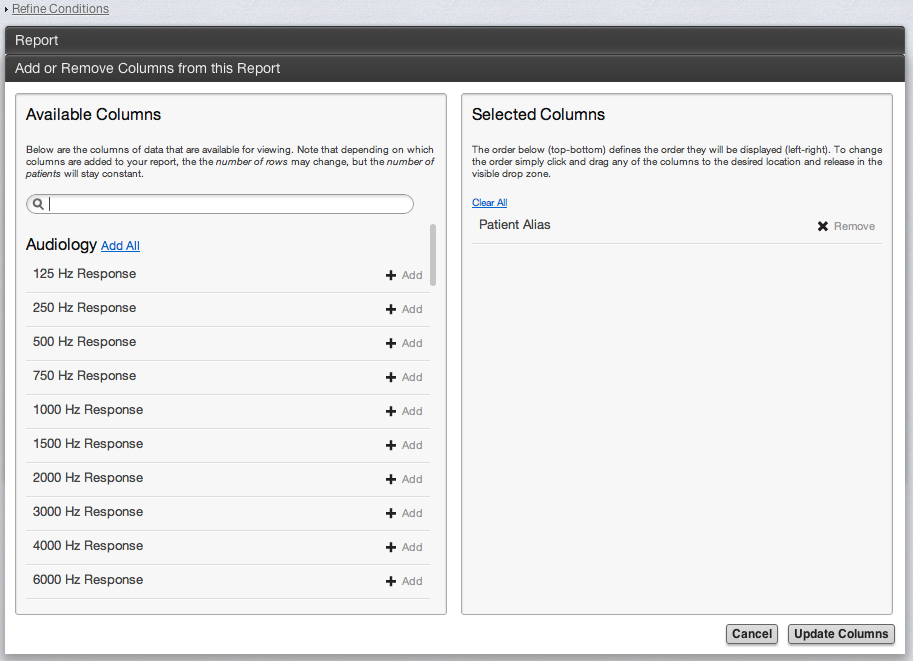 Refine Conditions
Report
Add or Remove Columns from this Report
Available Columns
Below are the columns of data that are available for viewing. Note that depending on which
columns are added to your report, the the number of rows may change, but the number of
patients will stay constant.
Audiology Add All
125 Hz Response Add
250 Hz Response Add
500 Hz Response Add
750 Hz Response Add
1000 Hz Response Add
1500 Hz Response Add
2000 Hz Response Add
3000 Hz Response Add
4000 Hz Response Add
6000 Hz Response Add
Selected Columns
The order below (top-bottom) defines the order they will be displayed (left-right). To change
the order simply click and drag any of the columns to the desired location and release in the
visible drop zone.
Clear All
Patient Alias Remove
Cancel Update Columns